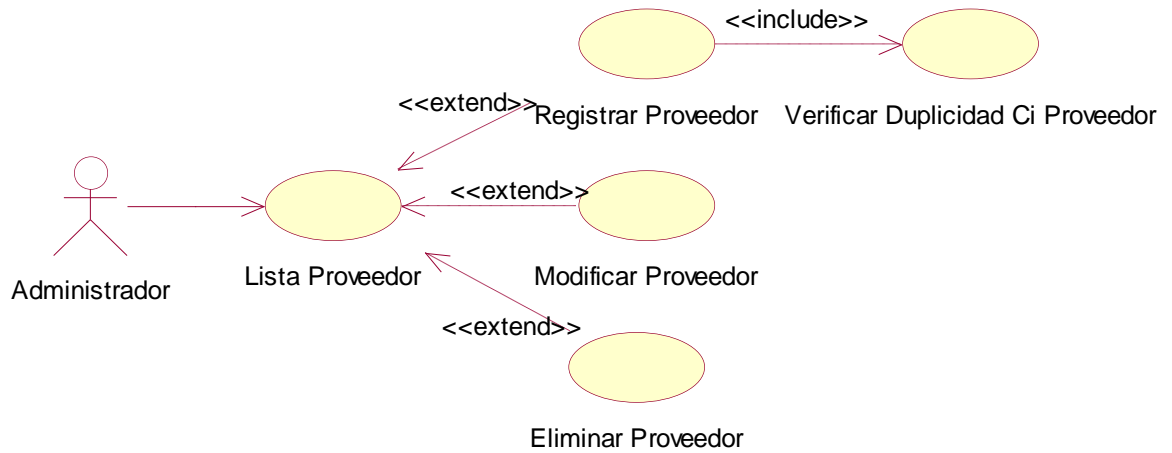 <<include>>
<<extend>>
Registrar Proveedor
Verificar Duplicidad Ci Proveedor
<<extend>>
Administrador
Lista Proveedor
Modificar Proveedor
<<extend>>
Eliminar Proveedor